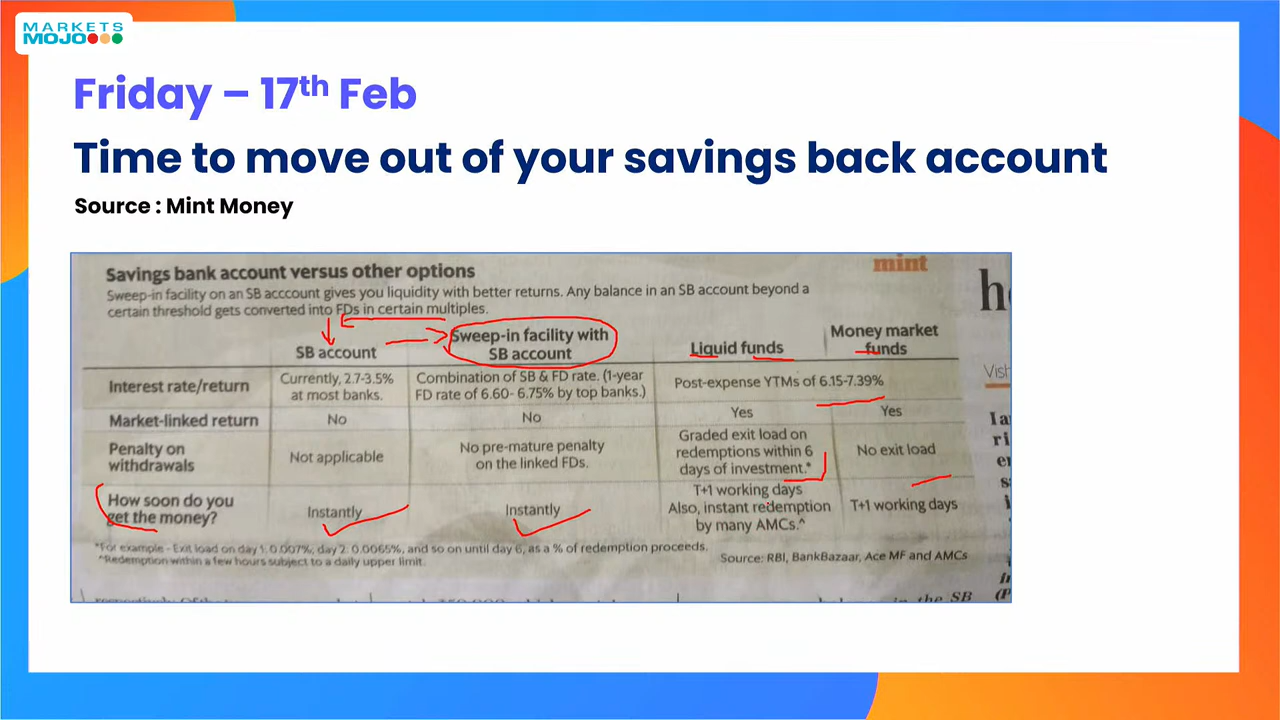 MARKETS
MOJO
Friday – 17th Feb
Time to move out of your savings back account
Source : Mint Money
mint
Savings bank account versus other options
Sweep-in facility on an SB acccount gives you liquidity with better returns. Any balance in an SB account beyond a
certain threshold gets converted into FDs in certain multiples.
SB account
Sweep-in facility with
SB account
Liquid funds
Money market
funds
Interest rate/return
Currently, 2.7-3.5%
at most banks.
Combination of SB & FD rate. (1-year
FD rate of 6.60- 6.75% by top banks.)
Post-expense YTMs of 6.15-7.39%
Market-linked return
No
No
Yes
Yes
Penalty on
withdrawals
Not applicable
No pre-mature penalty
on the linked FDs.
Graded exit load on
redemptions within 6
days of investment.*
No exit load
How soon do you
get the money?
Instantly
Instantly
T+1 working days
Also, instant redemption
by many AMCs.^
T+1 working days
*For example - Exit load on day 1: 0.007%, day 2: 0.0065%, and so on until day 6, as a % of redemption proceeds.
^Redemption within a few hours subject to a daily upper limit.
Source: RBI, BankBazaar, Ace MF and AMCs
in the SB